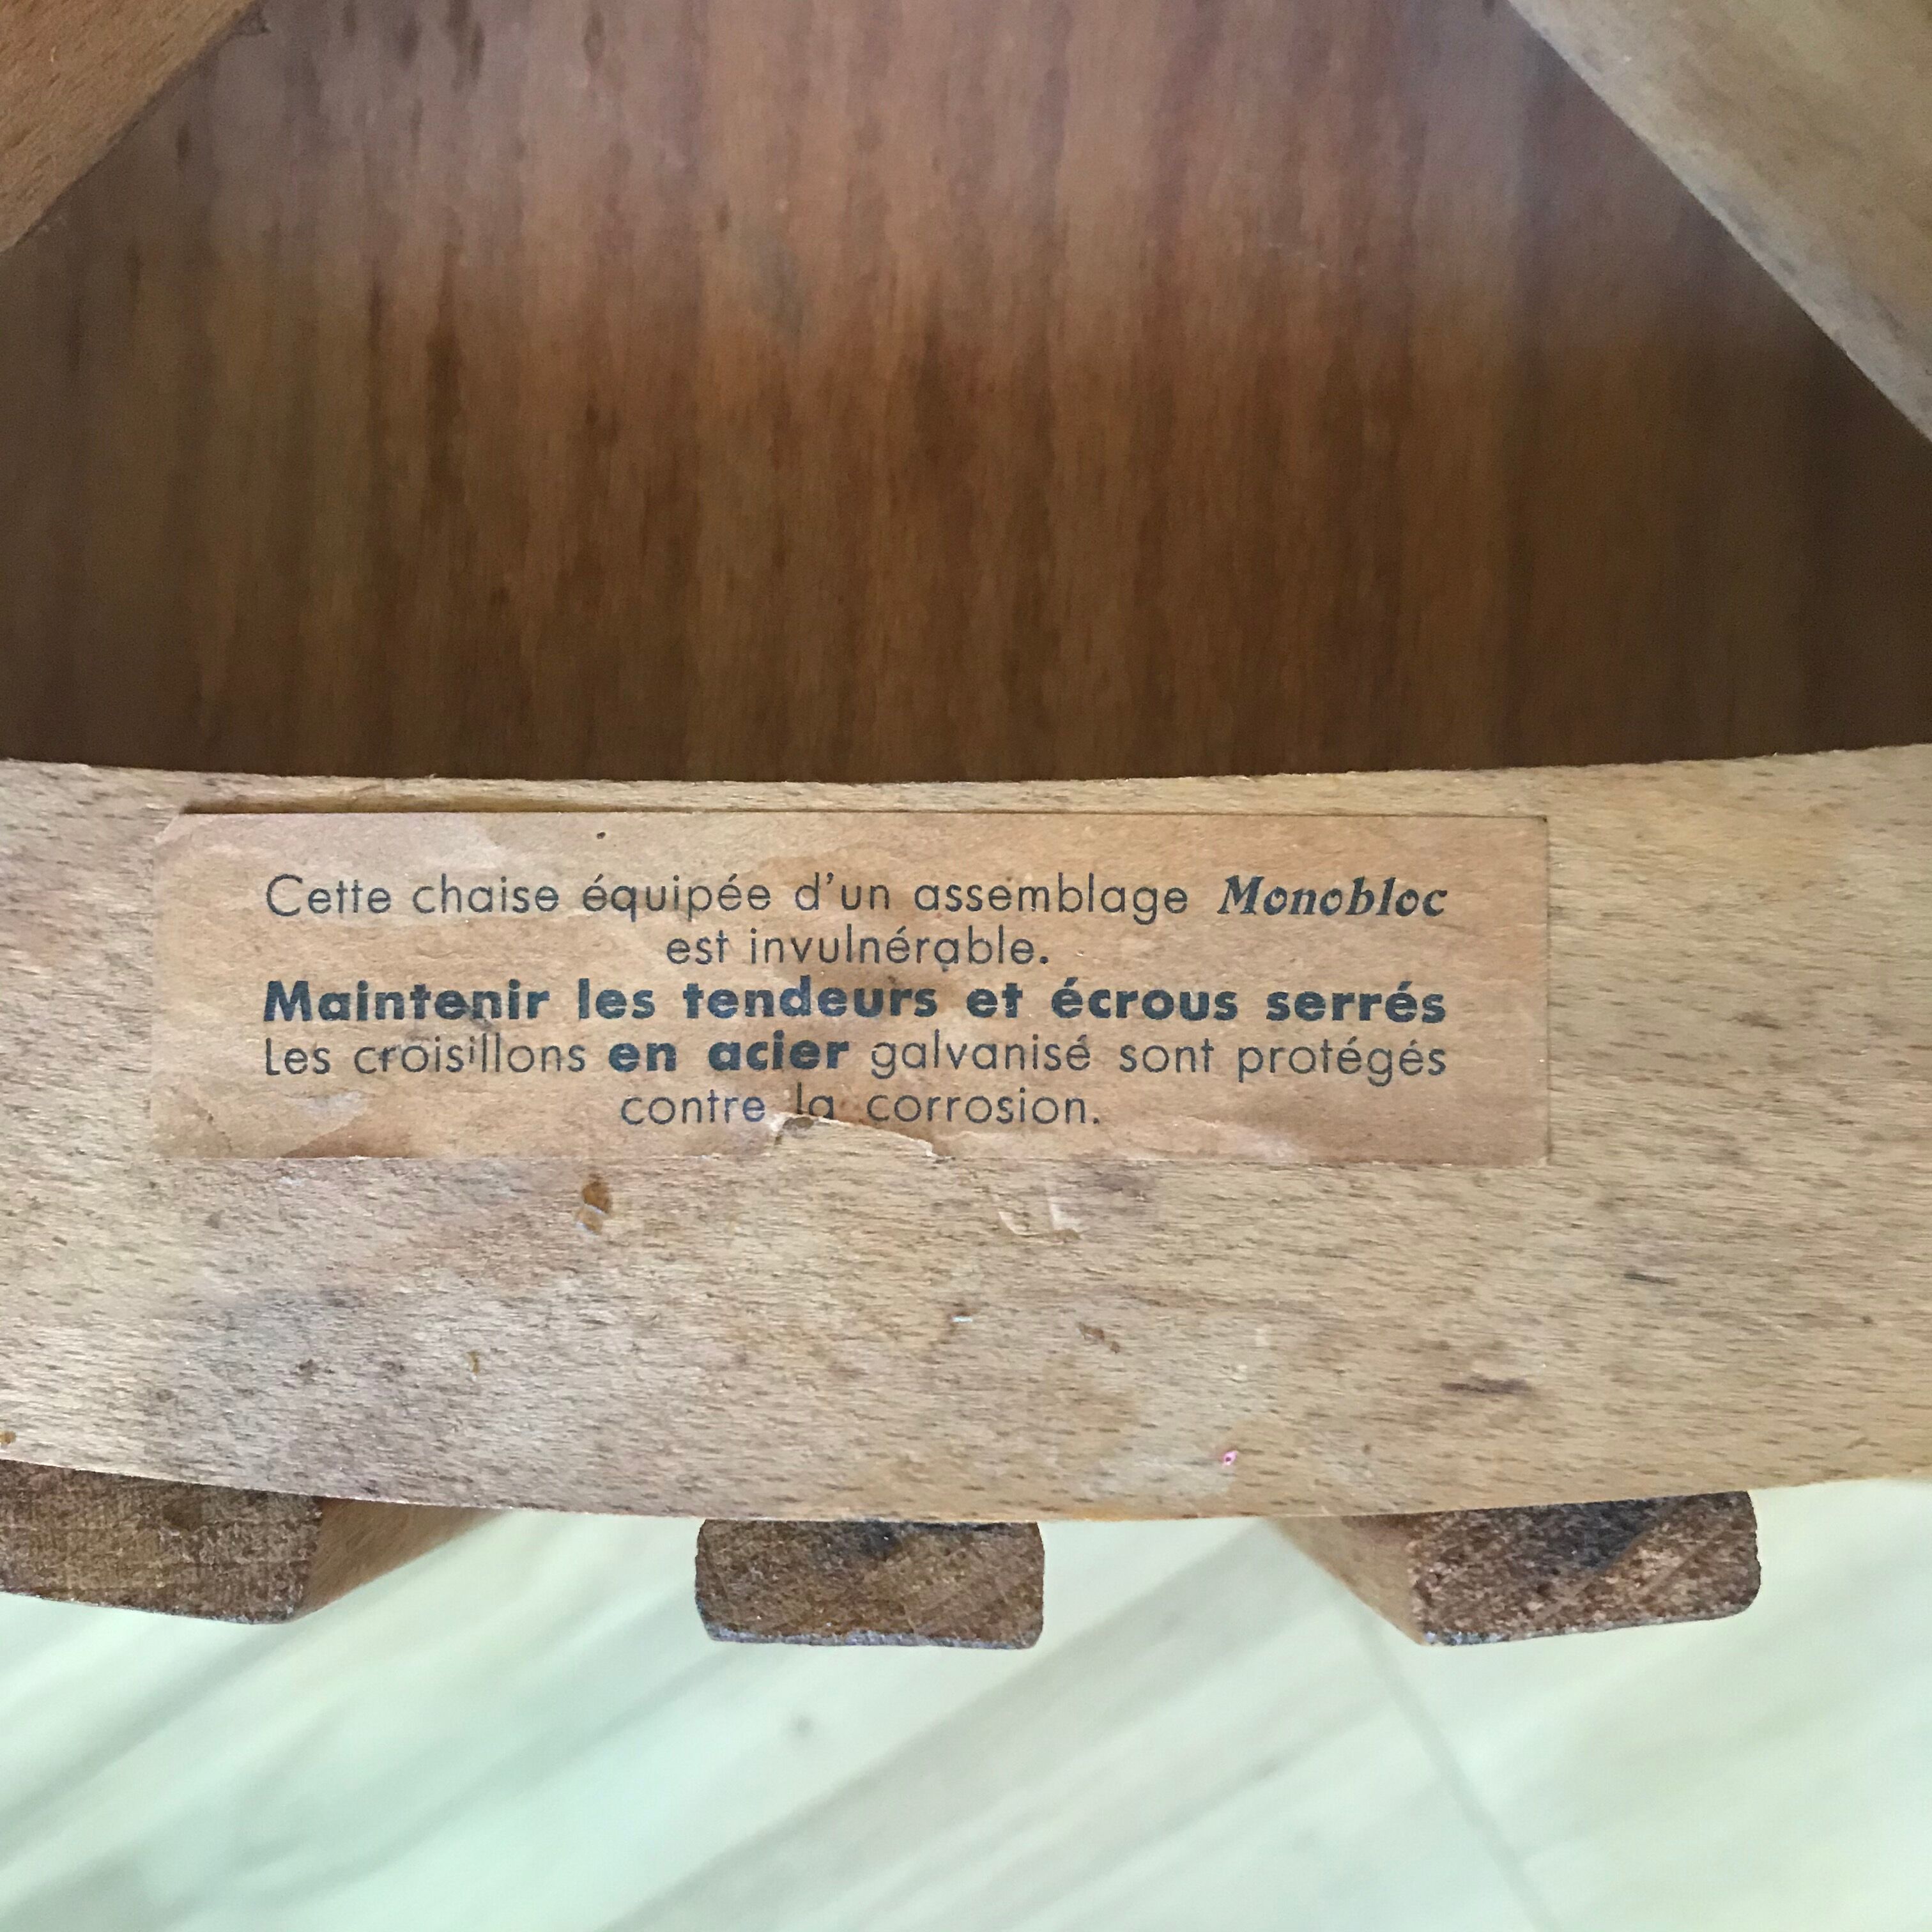 Cette chaise équipée d'un assemblage Monobloc
est invulnérable.
Maintenir les tendeurs et écrous serrés
Les croisillons en acier galvanisé sont protégés
contre la corrosion.